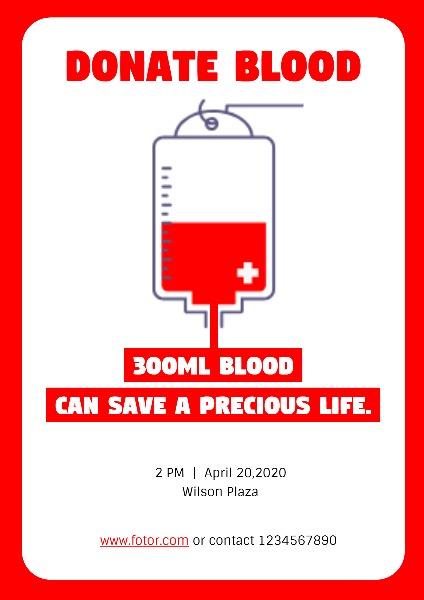 DONATE BLOOD
300ML BLOOD
CAN SAVE A PRECIOUS LIFE.
2 PM | April 20,2020
Wilson Plaza
www.fotor.com or contact 1234567890